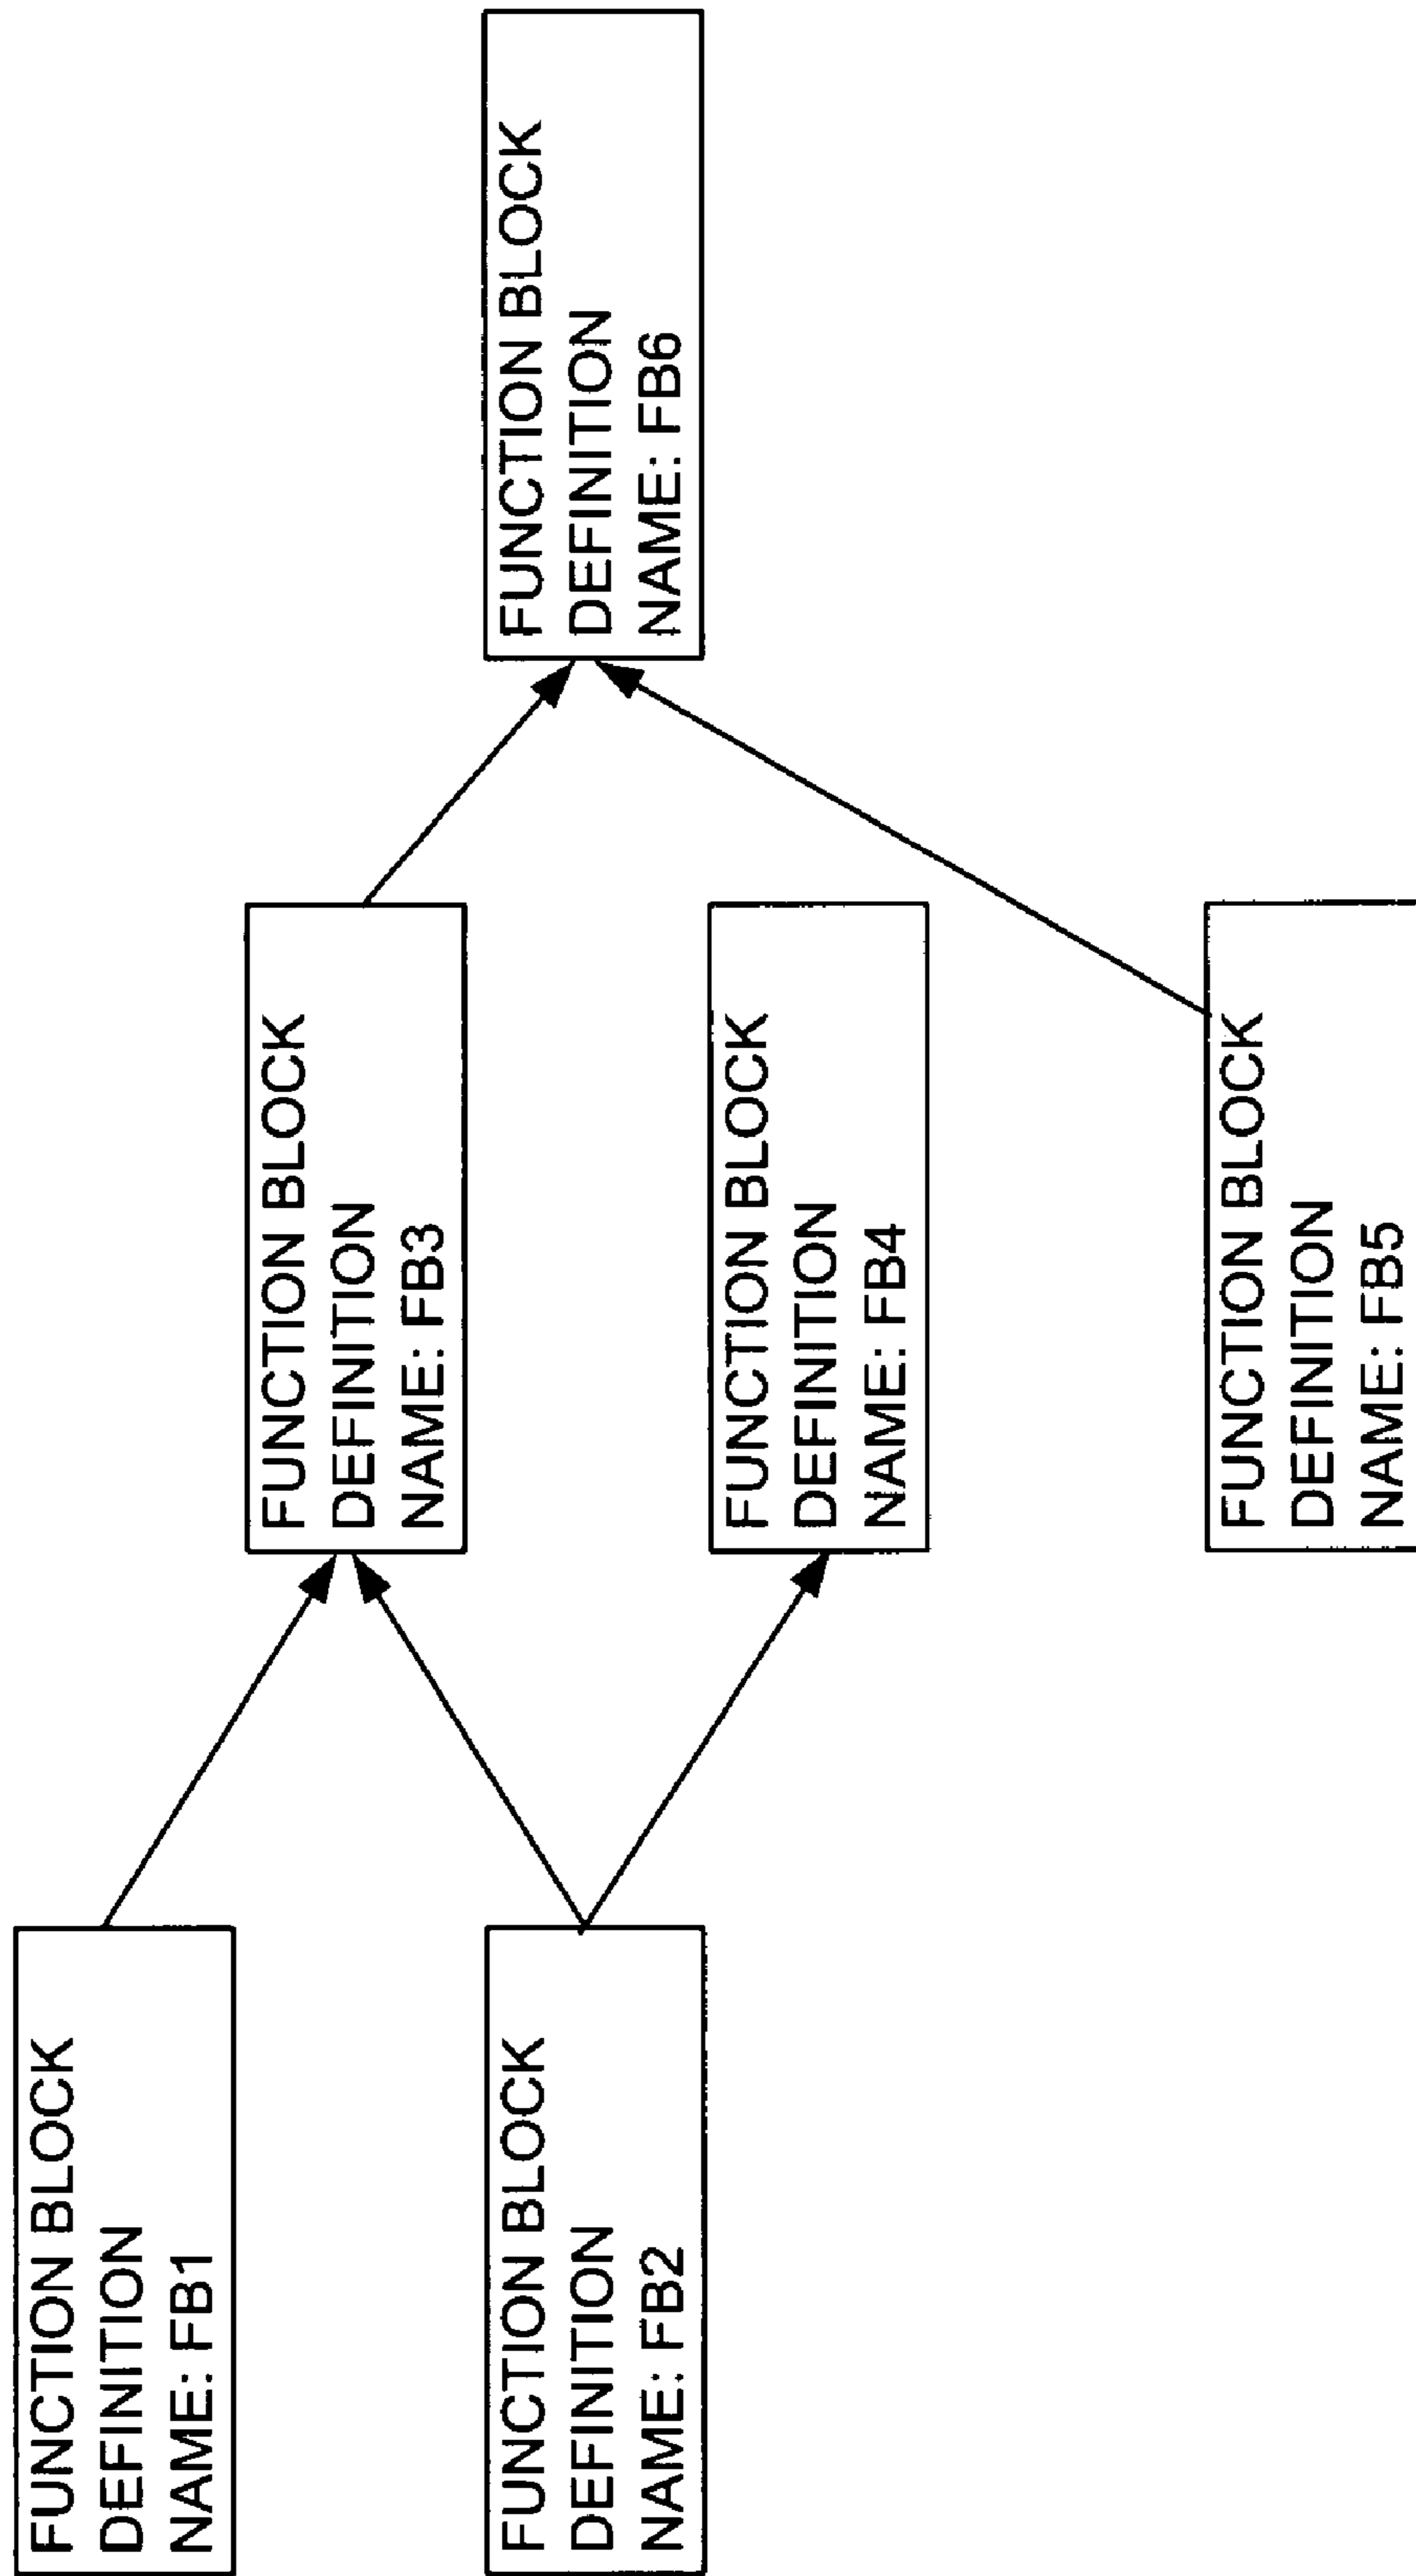 FUNCTION BLOCK
DEFINITION
NAME: FB1
FUNCTION BLOCK
DEFINITION
NAME: FB2
FUNCTION BLOCK
DEFINITION
NAME: FB3
FUNCTION BLOCK
DEFINITION
NAME: FB4
FUNCTION BLOCK
DEFINITION
NAME: FB5
FUNCTION BLOCK
DEFINITION
NAME: FB6